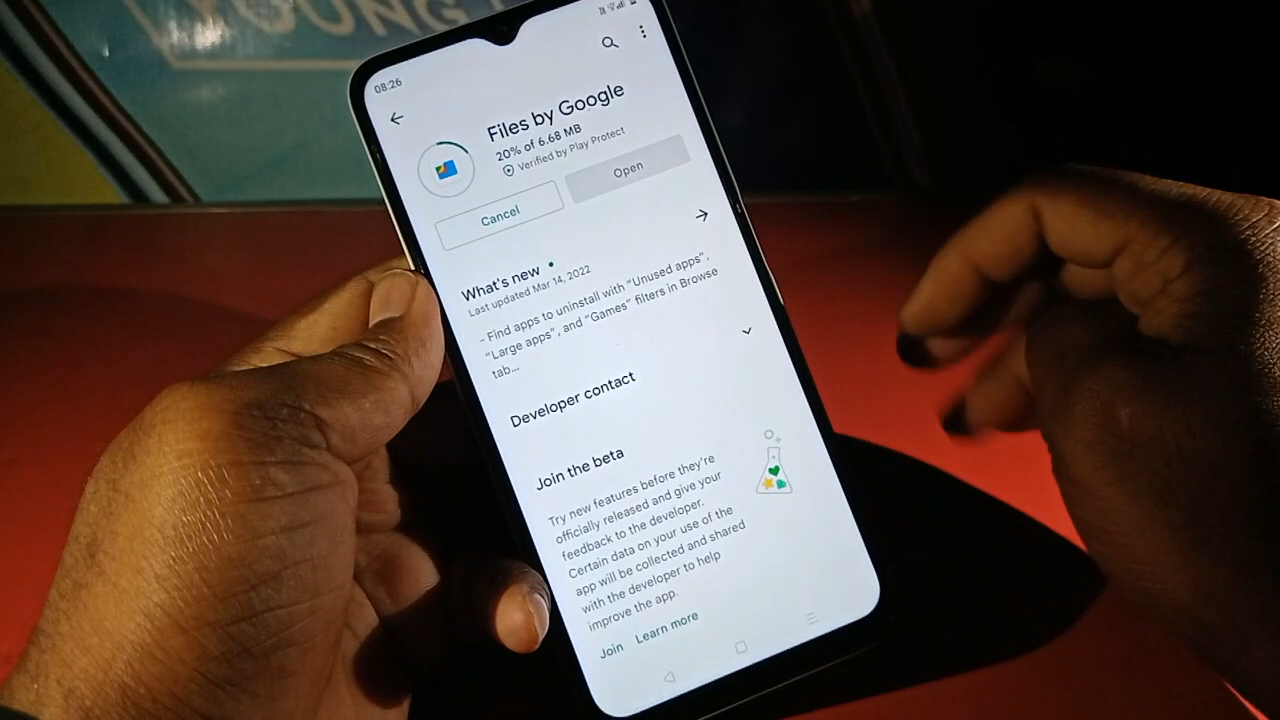 YOUNG
08:26
Files by Google
20% of 6.68 MB
Verified by Play Protect
Cancel
Open
What's new
Last updated Mar 14, 2022
- Find apps to uninstall with "Unused apps",
"Large apps", and "Games" filters in Browse
tab...
Developer contact
Join the beta
Try new features before they're
officially released and give your
feedback to the developer.
Certain data on your use of the
app will be collected and shared
with the developer to help
improve the app.
Join Learn more